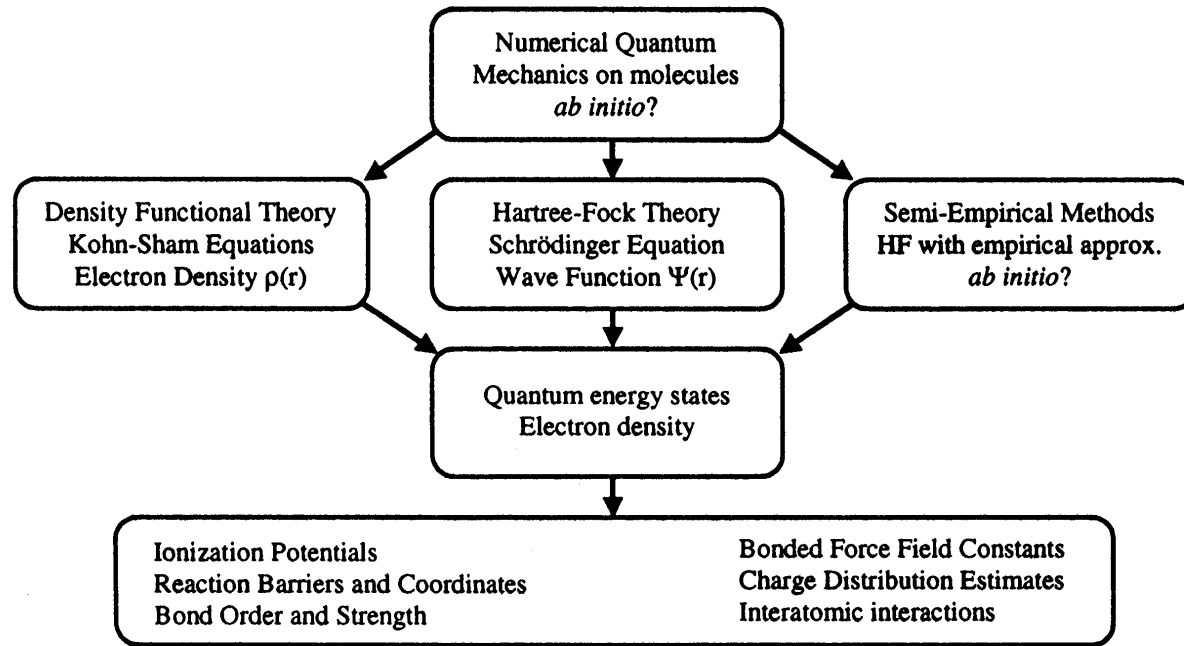 Numerical Quantum
Mechanics on molecules
ab initio?
Density Functional Theory
Kohn-Sham Equations
Electron Density ρ(r)
Hartree-Fock Theory
Schrödinger Equation
Wave Function Ψ(r)
Semi-Empirical Methods
HF with empirical approx.
ab initio?
Quantum energy states
Electron density
Ionization Potentials
Reaction Barriers and Coordinates
Bond Order and Strength
Bonded Force Field Constants
Charge Distribution Estimates
Interatomic interactions